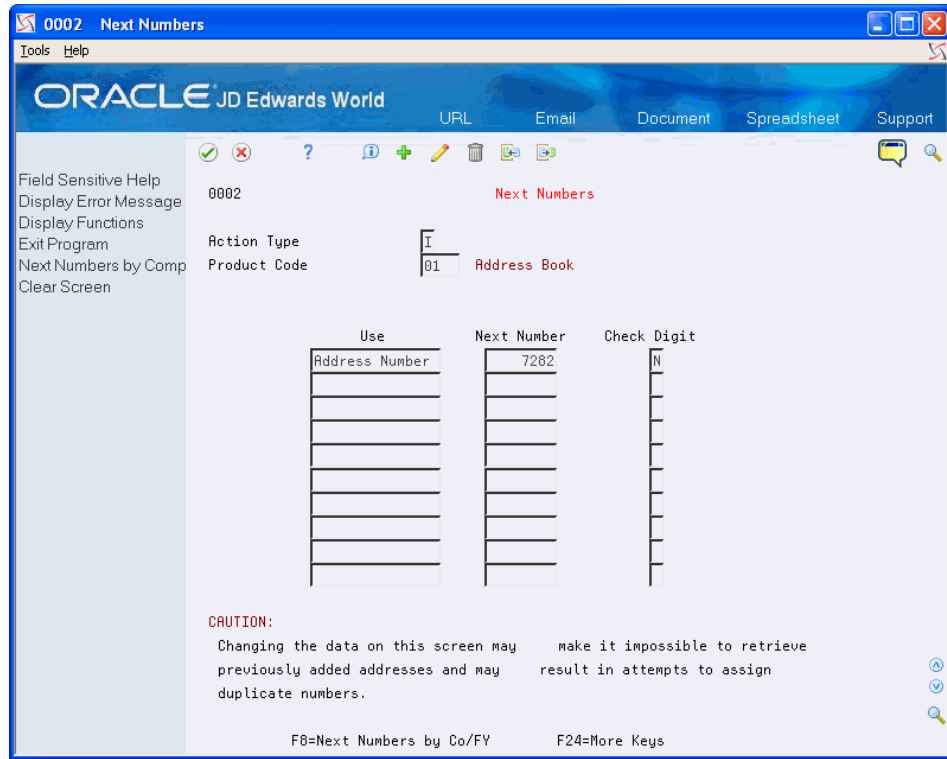 0002 Next Numbers
Tools Help
ORACLE JD Edwards World
URL Email Document Spreadsheet Support
?
Field Sensitive Help
Display Error Message
Display Functions
Exit Program
Next Numbers by Comp
Clear Screen
0002 Next Numbers
Action Type I
Product Code 01 Address Book
Use Next Number Check Digit
Address Number 7282 N
CAUTION:
Changing the data on this screen may make it impossible to retrieve
previously added addresses and may result in attempts to assign
duplicate numbers.
F8=Next Numbers by Co/FY F24=More Keys